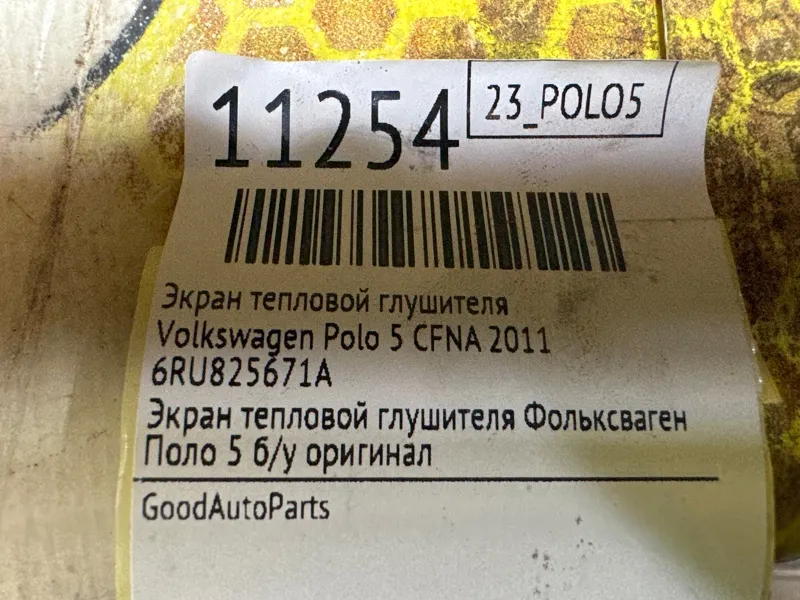 11254
23_POLO5
Экран тепловой глушителя
Volkswagen Polo 5 CFNA 2011
6RU825671A
Экран тепловой глушителя Фольксваген
Поло 5 б/у оригинал
GoodAutoParts